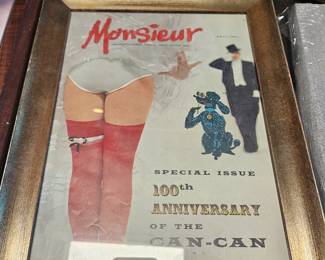 Monsieur
SPECIAL ISSUE
100th
ANNIVERSARY
OF THE
CAN-CAN